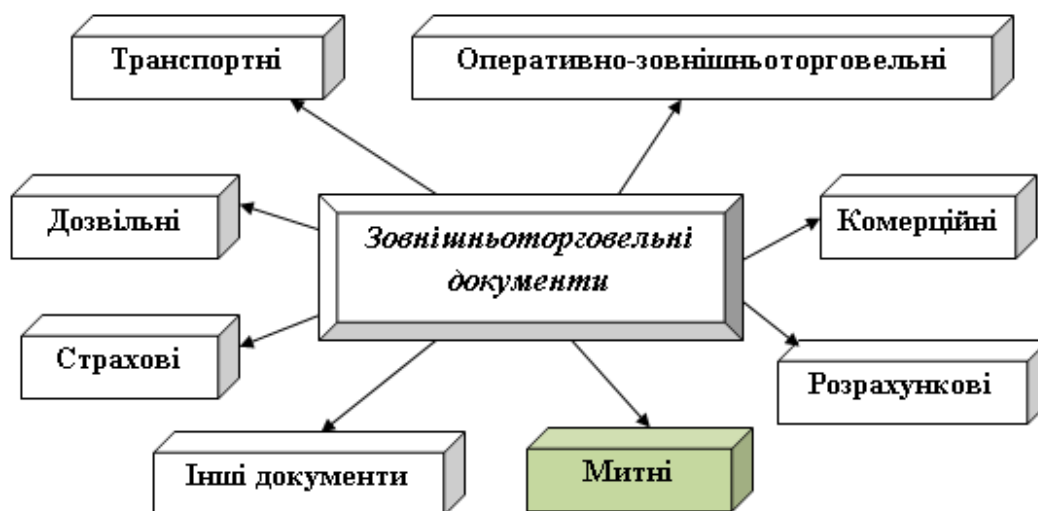 Транспортні
Оперативно-зовнішньоторговельні
Дозвільні
Зовнішньоторговельні
документи
Комерційні
Страхові
Розрахункові
Інші документи
Митні